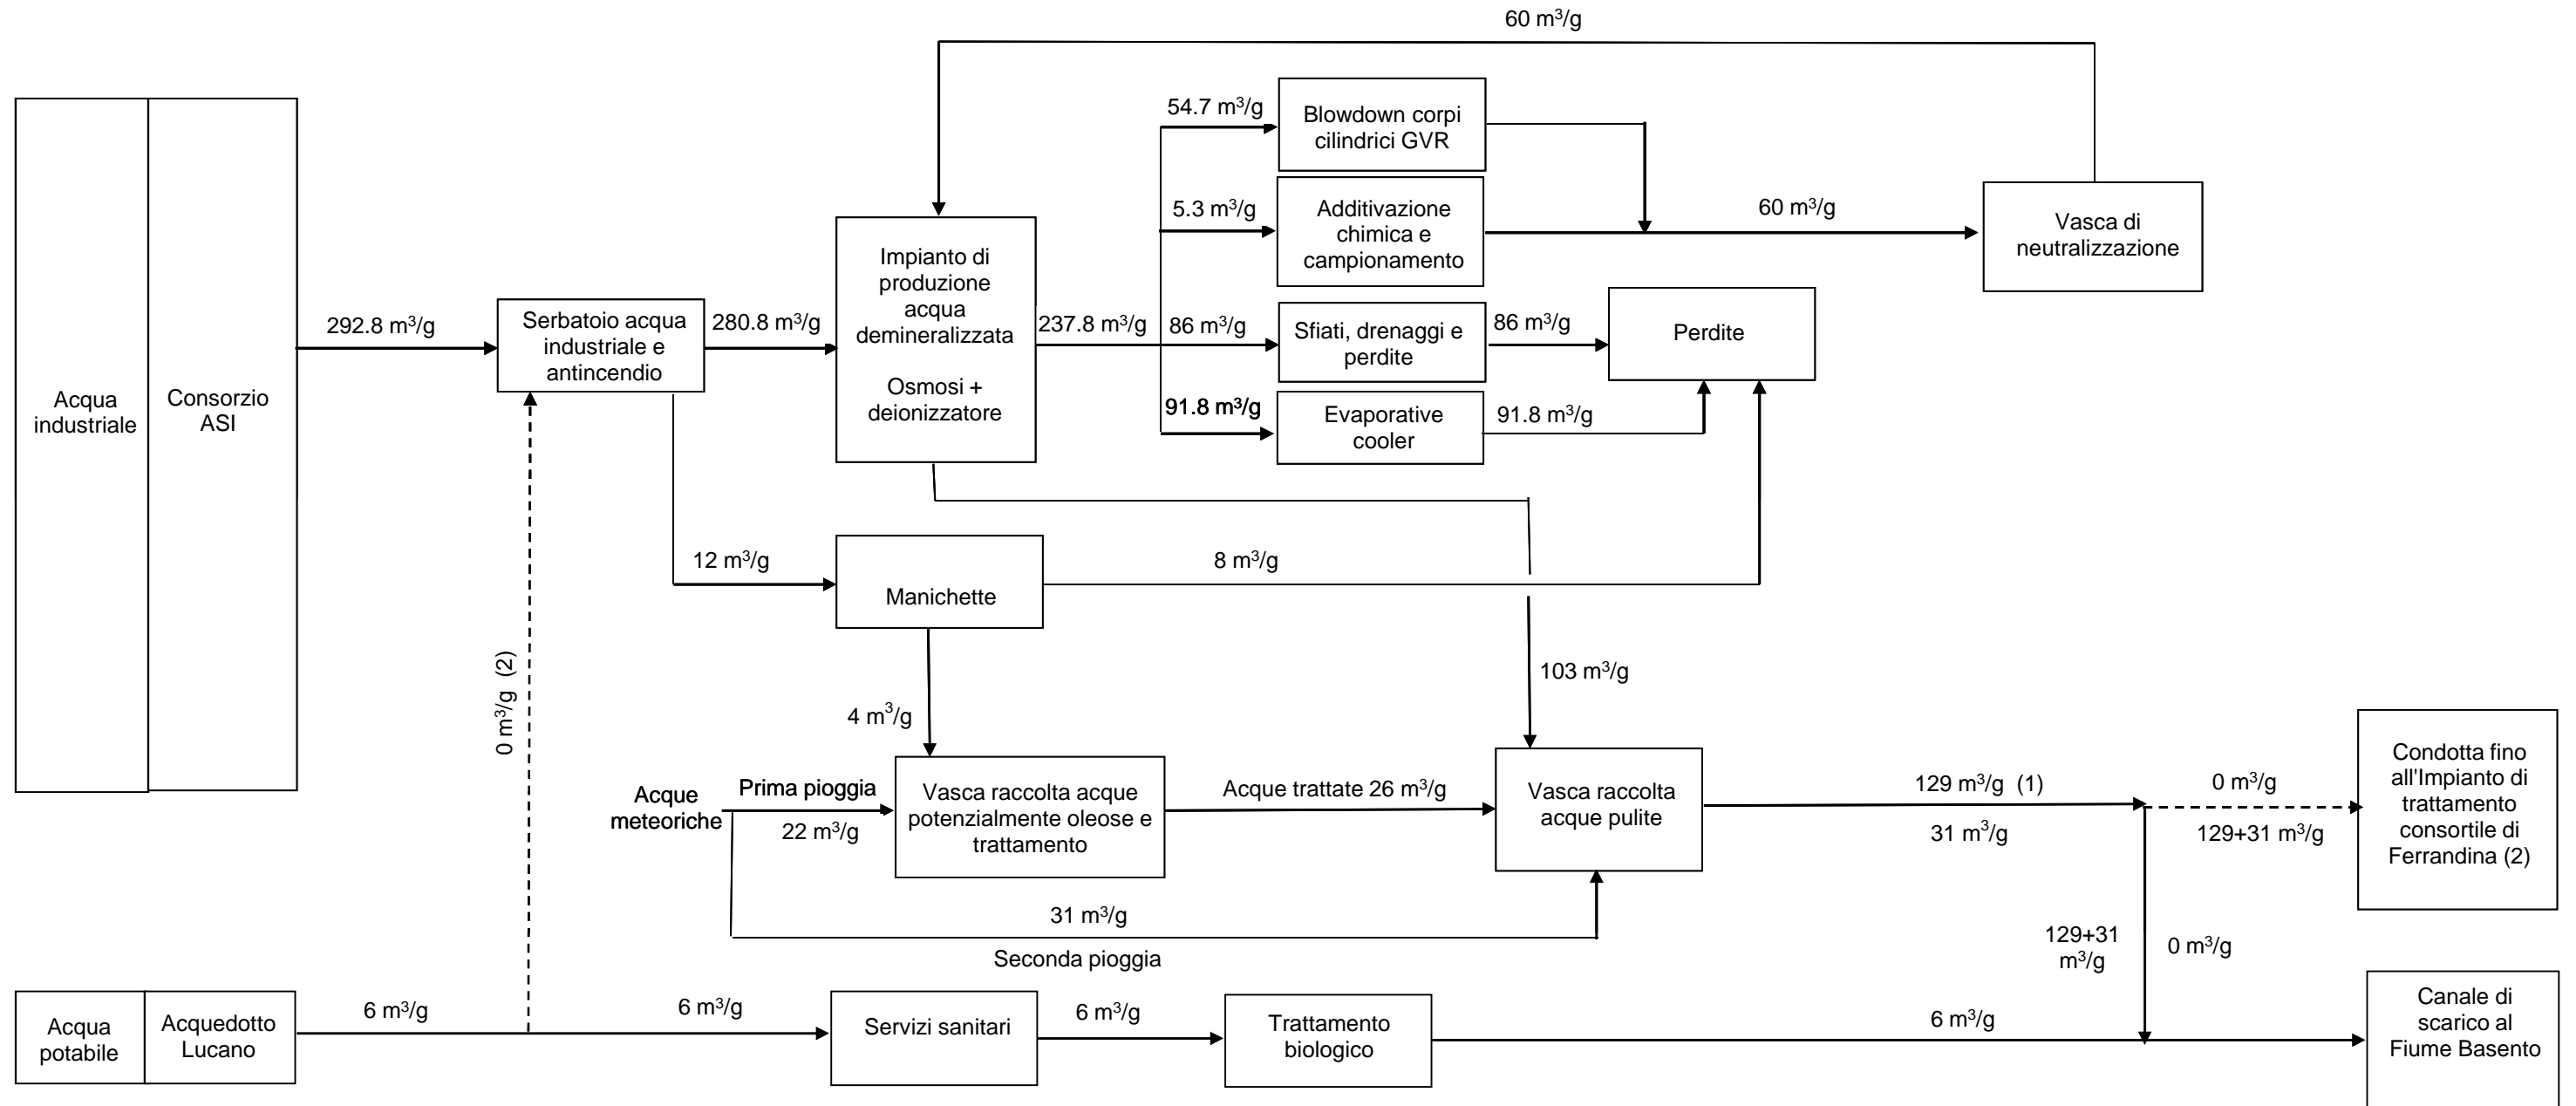 60 m³/g
54.7 m³/g
Blowdown corpi
cilindrici GVR
5.3 m³/g
Additivazione
chimica e
campionamento
60 m³/g
Vasca di
neutralizzazione
Impianto di
produzione
acqua
demineralizzata
Osmosi +
deionizzatore
Acqua
industriale
Consorzio
ASI
292.8 m³/g
Serbatoio acqua
industriale e
antincendio
280.8 m³/g
237.8 m³/g
86 m³/g
Sfiati, drenaggi e
perdite
86 m³/g
Perdite
91.8 m³/g
Evaporative
cooler
91.8 m³/g
12 m³/g
Manichette
8 m³/g
0 m³/g (2)
4 m³/g
103 m³/g
Acque
meteoriche
Prima pioggia
22 m³/g
Vasca raccolta acque
potenzialmente oleose e
trattamento
Acque trattate 26 m³/g
Vasca raccolta
acque pulite
129 m³/g (1)
31 m³/g
0 m³/g
129+31 m³/g
Condotta fino
all'Impianto di
trattamento
consortile di
Ferrandina (2)
31 m³/g
Seconda pioggia
129+31
m³/g
0 m³/g
Acqua
potabile
Acquedotto
Lucano
6 m³/g
6 m³/g
Servizi sanitari
6 m³/g
Trattamento
biologico
6 m³/g
Canale di
scarico al
Fiume Basento